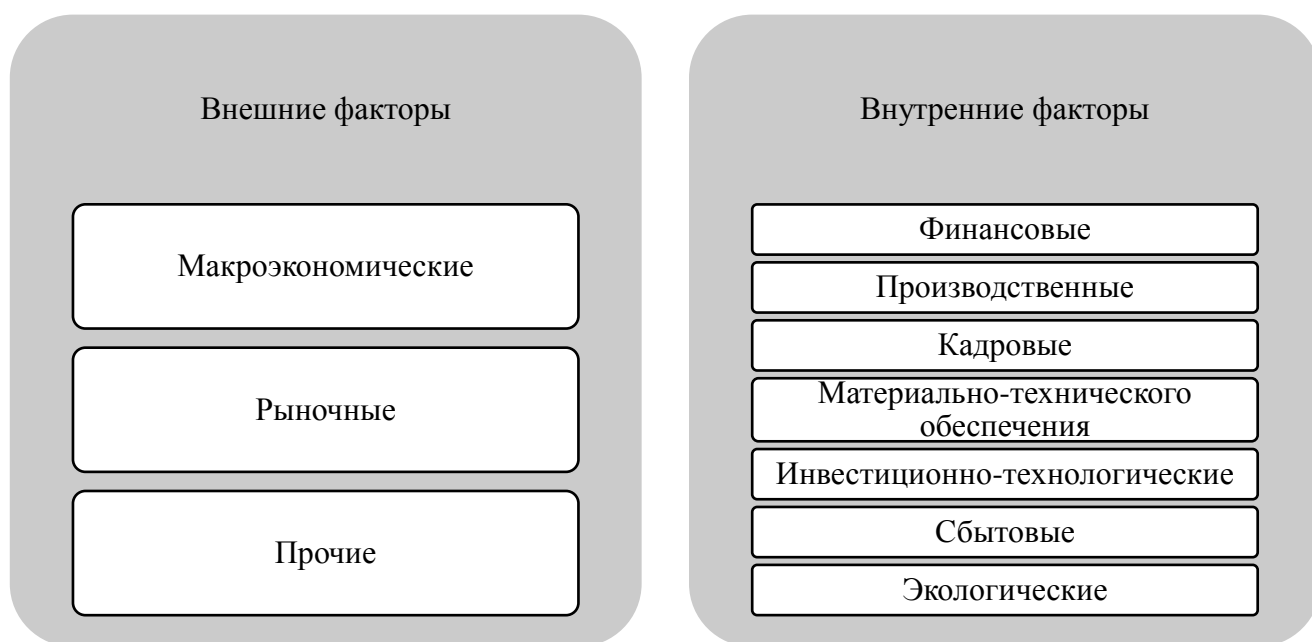 Внешние факторы
Макроэкономические
Рыночные
Прочие
Внутренние факторы
Финансовые
Производственные
Кадровые
Материально-технического
обеспечения
Инвестиционно-технологические
Сбытовые
Экологические